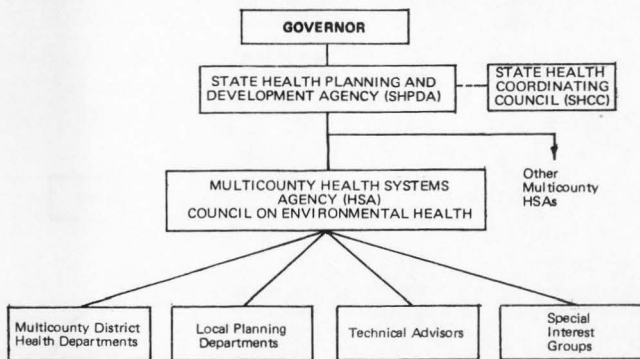 GOVERNOR
STATE HEALTH PLANNING AND
DEVELOPMENT AGENCY (SHPDA)
STATE HEALTH
COORDINATING
COUNCIL (SHCC)
Other
Multicounty
HSAs
MULTICOUNTY HEALTH SYSTEMS
AGENCY (HSA)
COUNCIL ON ENVIRONMENTAL HEALTH
Multicounty District
Health Departments
Local Planning
Departments
Technical Advisors
Special
Interest
Groups